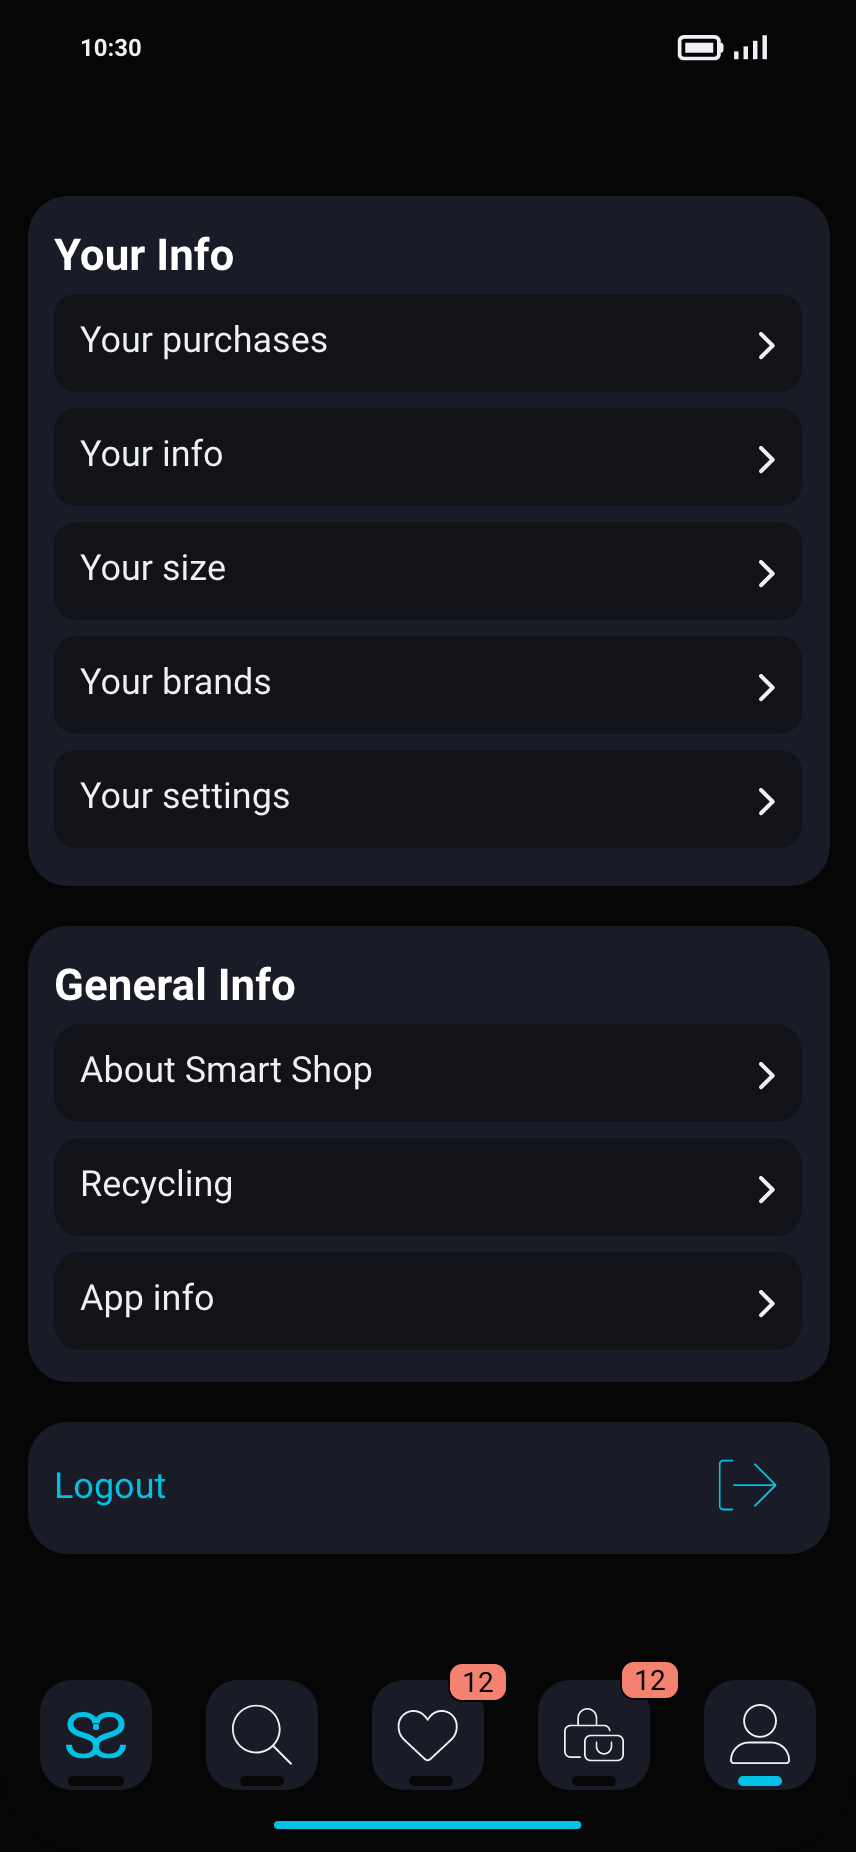 10:30
Your Info
Your purchases
Your info
Your size
Your brands
Your settings
General Info
About Smart Shop
Recycling
App info
Logout
12
12